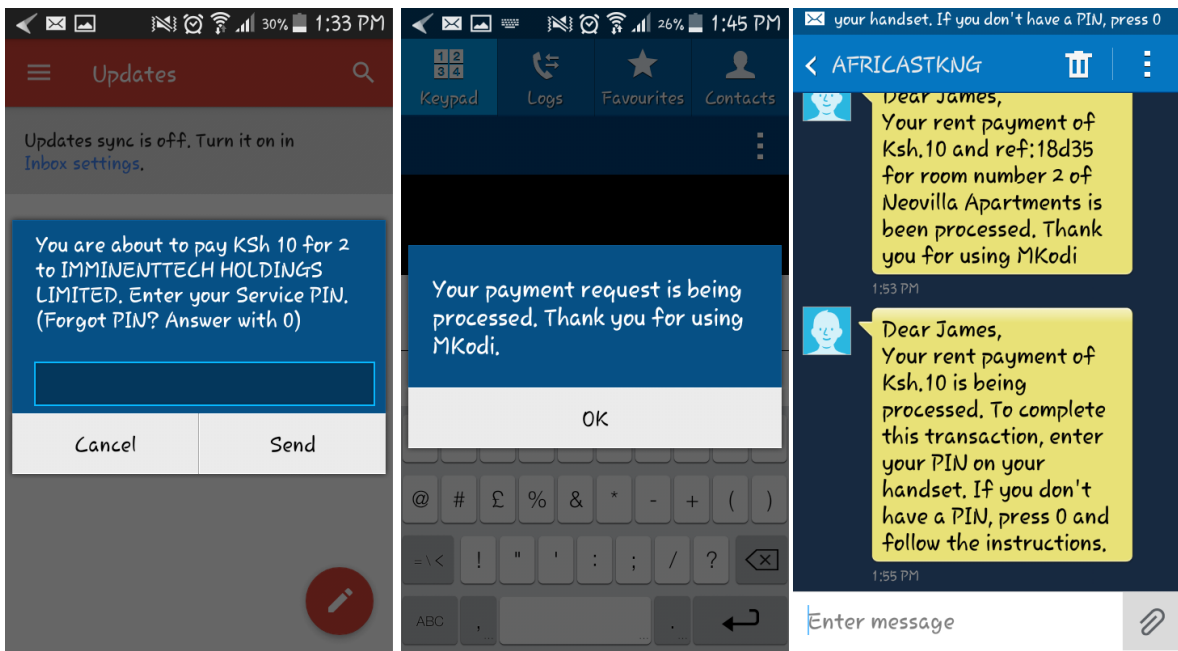 30% 1:33 PM
Updates
Updates sync is off. Turn it on in
Inbox settings.
You are about to pay KSh 10 for 2
to IMMINENTTECH HOLDINGS
LIMITED. Enter your Service PIN.
(Forgot PIN? Answer with 0)
Cancel Send
26% 1:45 PM
1 2
3 4
Keypad Logs Favourites Contacts
Your payment request is being
processed. Thank you for using
MKodi.
OK
@ # £ % & * - + ( )
=\< ! " ' : ; / ?
ABC , .
your handset. If you don't have a PIN, press 0
AFRICASTKNG
Dear James,
Your rent payment of
Ksh.10 and ref:18d35
for room number 2 of
Neovilla Apartments is
been processed. Thank
you for using MKodi
1:53 PM
Dear James,
Your rent payment of
Ksh.10 is being
processed. To complete
this transaction, enter
your PIN on your
handset. If you don't
have a PIN, press 0 and
follow the instructions.
1:55 PM
Enter message